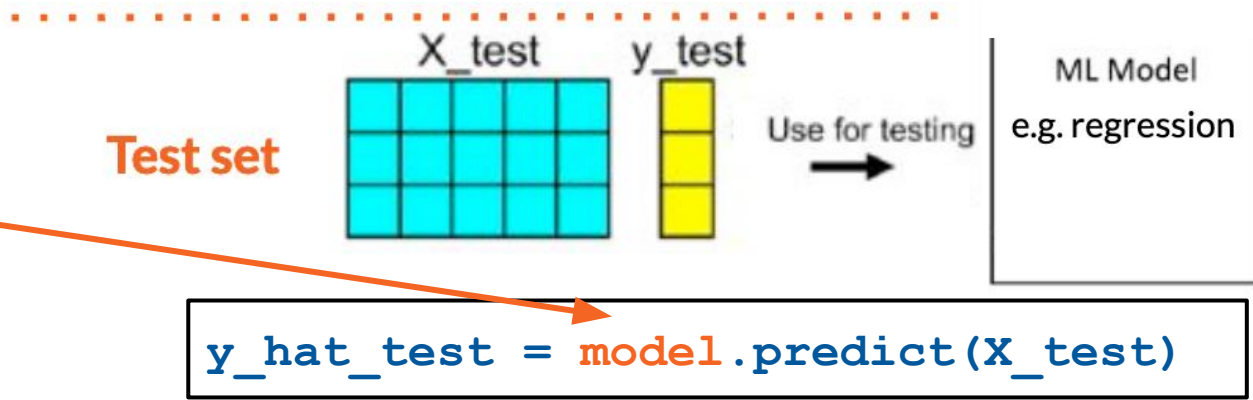 X_test y_test
Test set
Use for testing
ML Model
e.g. regression
y_hat_test = model.predict(X_test)